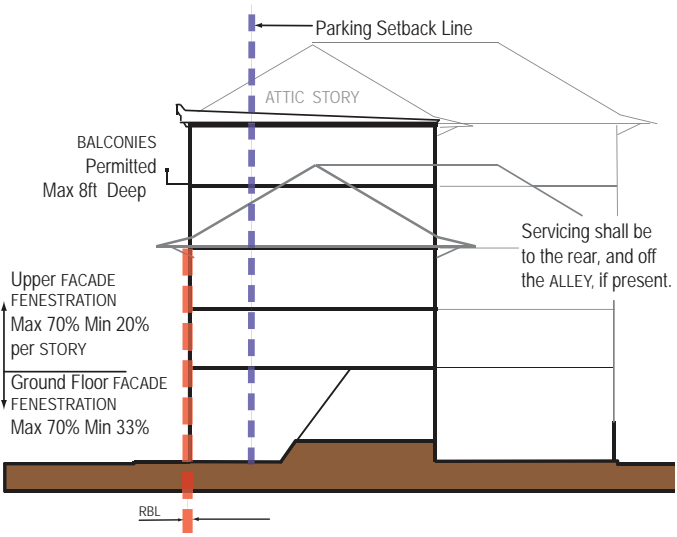 Parking Setback Line
ATTIC STORY
BALCONIES
Permitted
Max 8ft Deep
Servicing shall be
to the rear, and off
the ALLEY, if present.
Upper FACADE
FENESTRATION
Max 70% Min 20%
per STORY
Ground Floor FACADE
FENESTRATION
Max 70% Min 33%
RBL